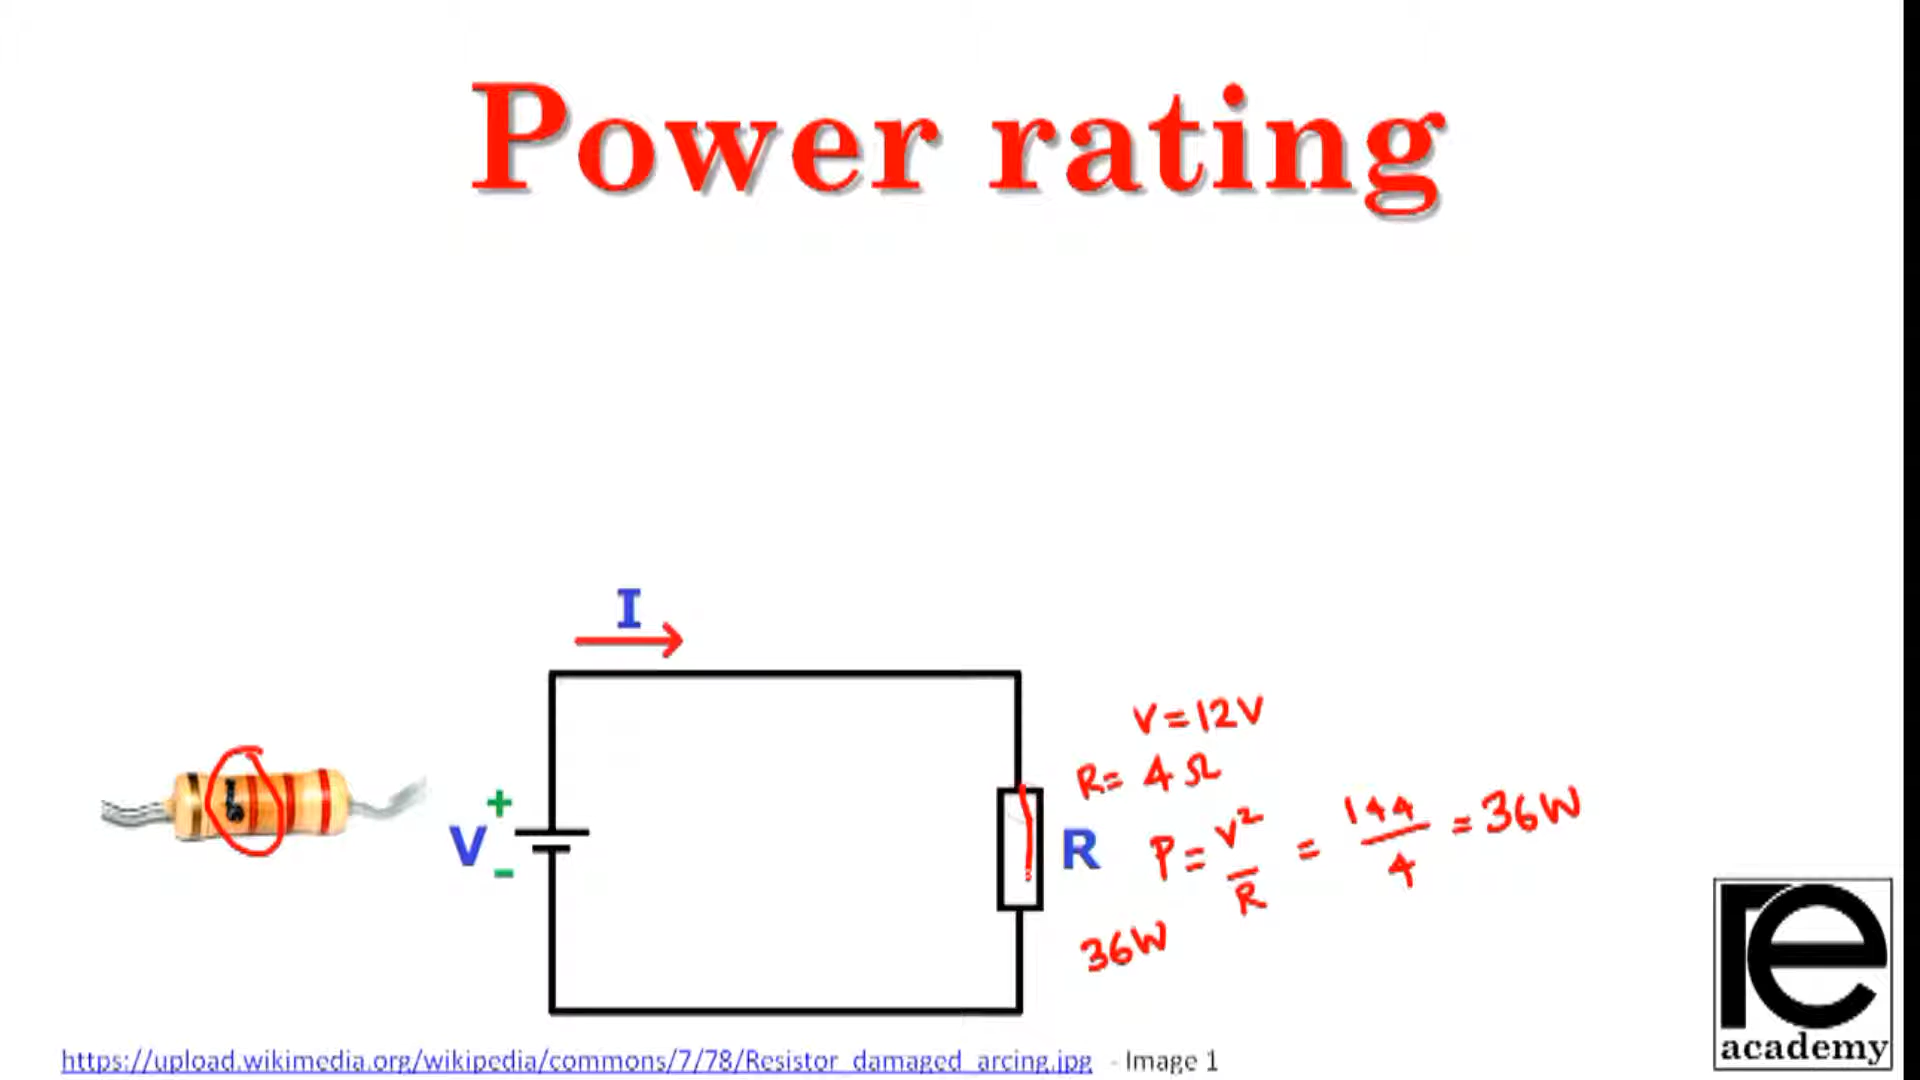 Power rating
I
V = 12V
R = 4 Ω
+
V
-
R
P = V²/R = 144/4 = 36W
36W
re
academy
https://upload.wikimedia.org/wikipedia/commons/7/78/Resistor_damaged_arcing.jpg - Image 1